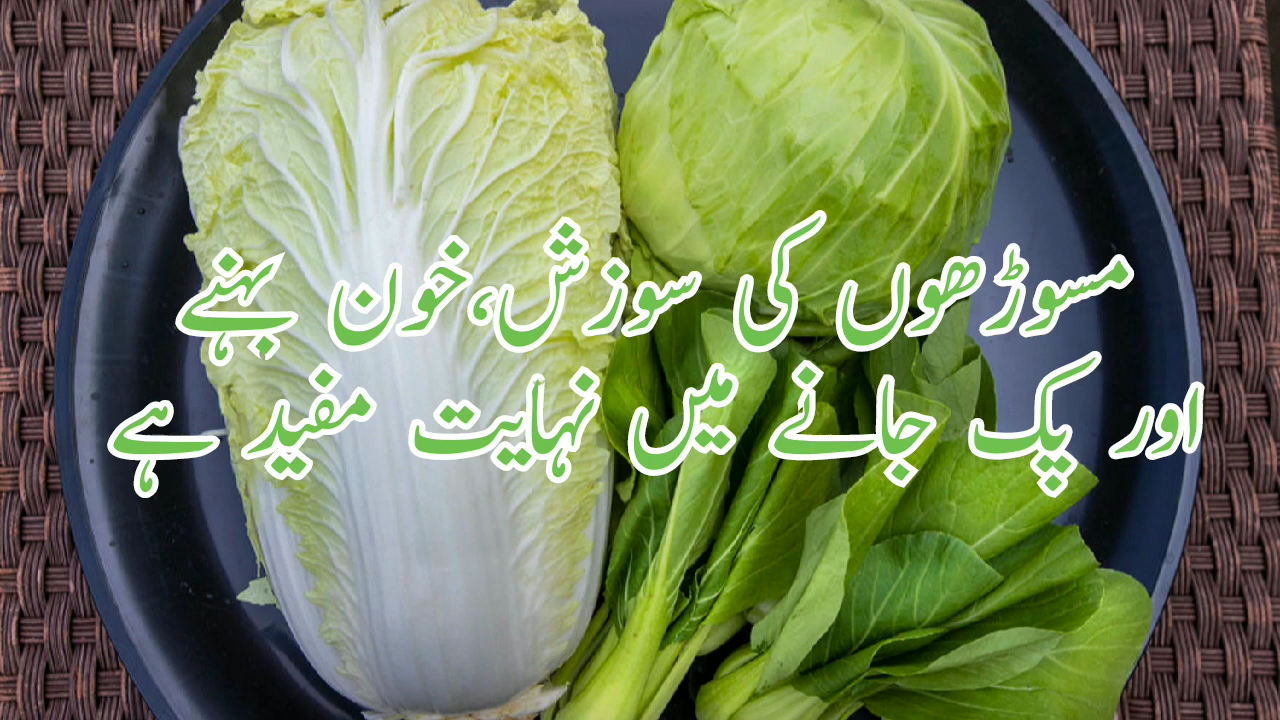 مسوڑھوں کی سوزش،خون بہنے
اور پک جانے میں نہایت مفید ہے